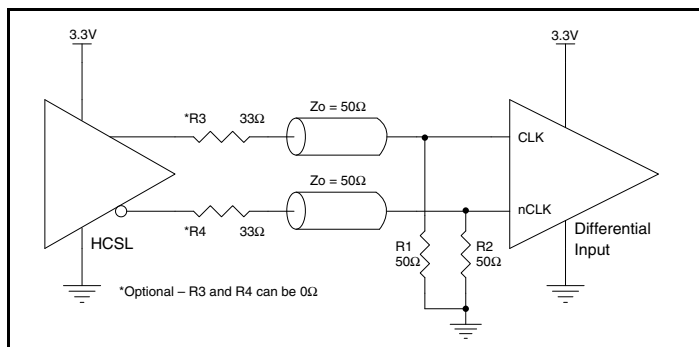 3.3V
3.3V
*R3 33Ω
Zo = 50Ω
CLK
Zo = 50Ω
nCLK
HCSL
*R4 33Ω
R1
50Ω
R2
50Ω
Differential
Input
*Optional – R3 and R4 can be 0Ω